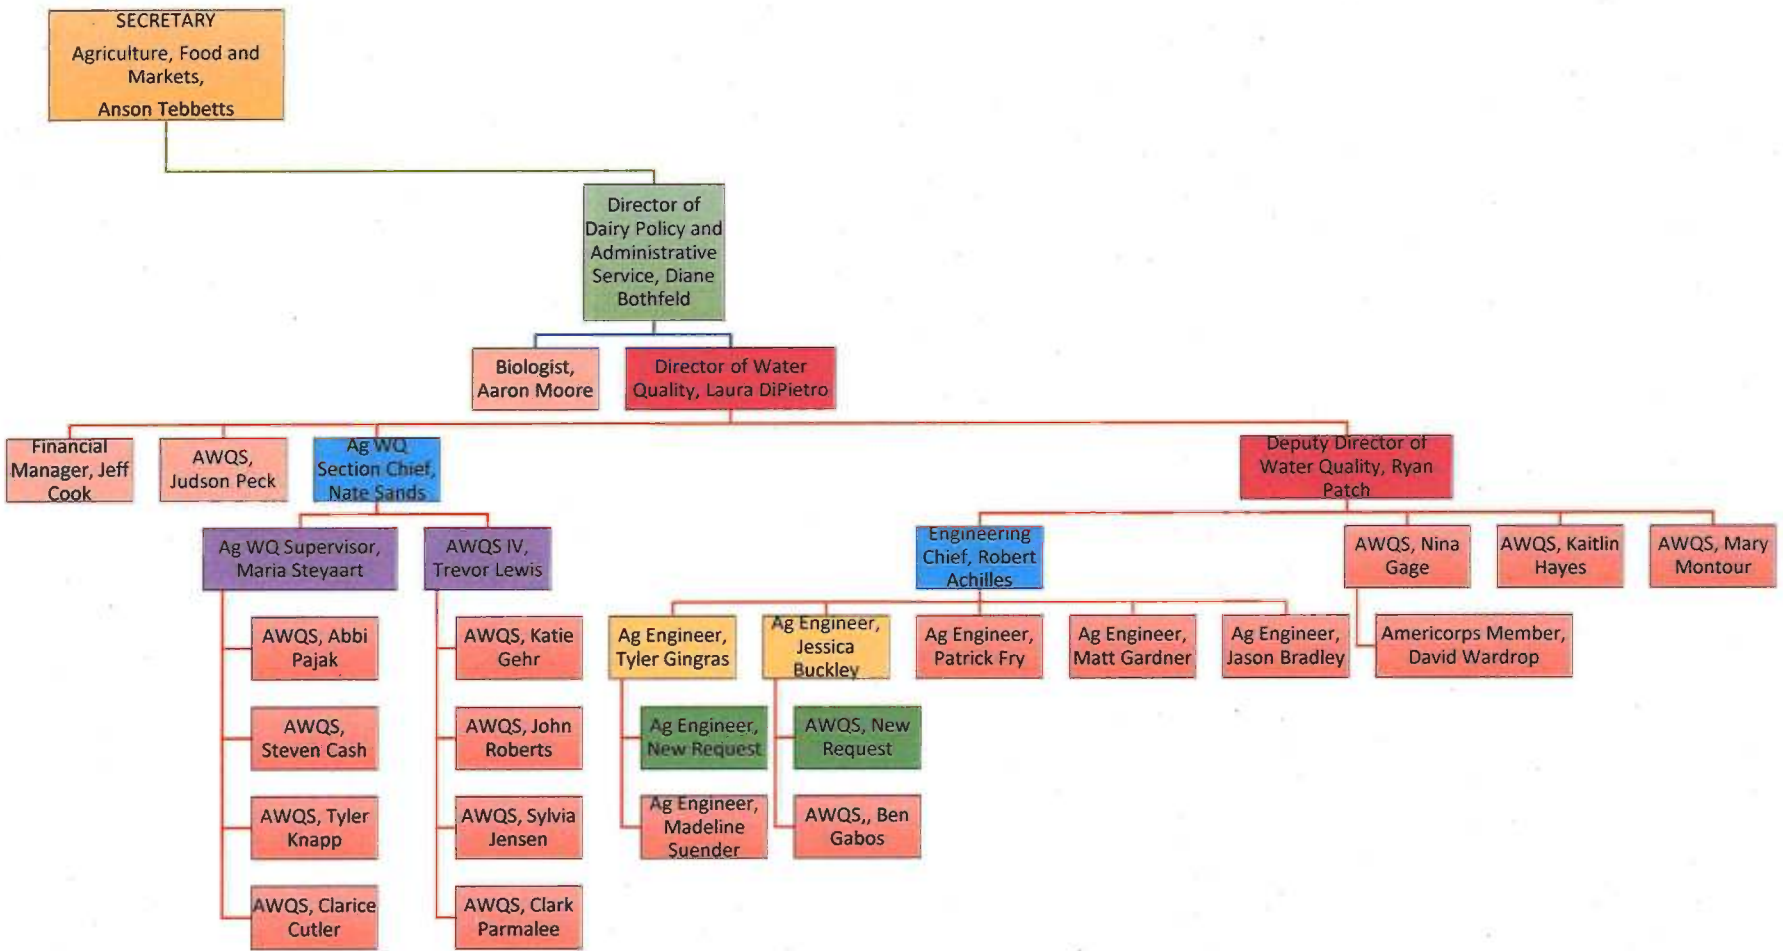 SECRETARY
Agriculture, Food and
Markets,
Anson Tebbetts
Director of
Dairy Policy and
Administrative
Service, Diane
Bothfeld
Biologist,
Aaron Moore
Director of Water
Quality, Laura DiPietro
Financial
Manager, Jeff
Cook
AWQS,
Judson Peck
Ag WQ
Section Chief,
Nate Sands
Deputy Director of
Water Quality, Ryan
Patch
Ag WQ Supervisor,
Maria Steyaart
AWQS IV,
Trevor Lewis
Engineering
Chief, Robert
Achilles
AWQS, Nina
Gage
AWQS, Kaitlin
Hayes
AWQS, Mary
Montour
AWQS, Abbi
Pajak
AWQS, Katie
Gehr
Ag Engineer,
Tyler Gingras
Ag Engineer,
Jessica
Buckley
Ag Engineer,
Patrick Fry
Ag Engineer,
Matt Gardner
Ag Engineer,
Jason Bradley
Americorps Member,
David Wardrop
AWQS,
Steven Cash
AWQS, John
Roberts
Ag Engineer,
New Request
AWQS, New
Request
AWQS, Tyler
Knapp
AWQS, Sylvia
Jensen
Ag Engineer,
Madeline
Suender
AWQS,, Ben
Gabos
AWQS, Clarice
Cutler
AWQS, Clark
Parmalee